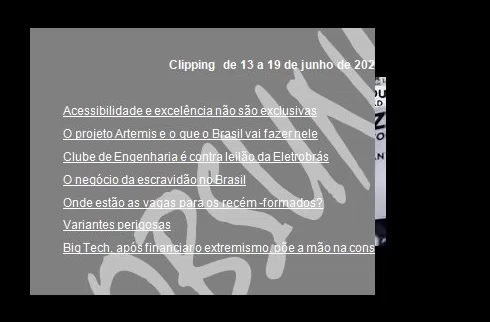 Clipping de 13 a 19 de junho de 202
Acessibilidade e excelência não são exclusivas
O projeto Artemis e o que o Brasil vai fazer nele
Clube de Engenharia é contra leilão da Eletrobrás
O negócio da escravidão no Brasil
Onde estão as vagas para os recém-formados?
Variantes perigosas
Big Tech, após financiar o extremismo, põe a mão na cons